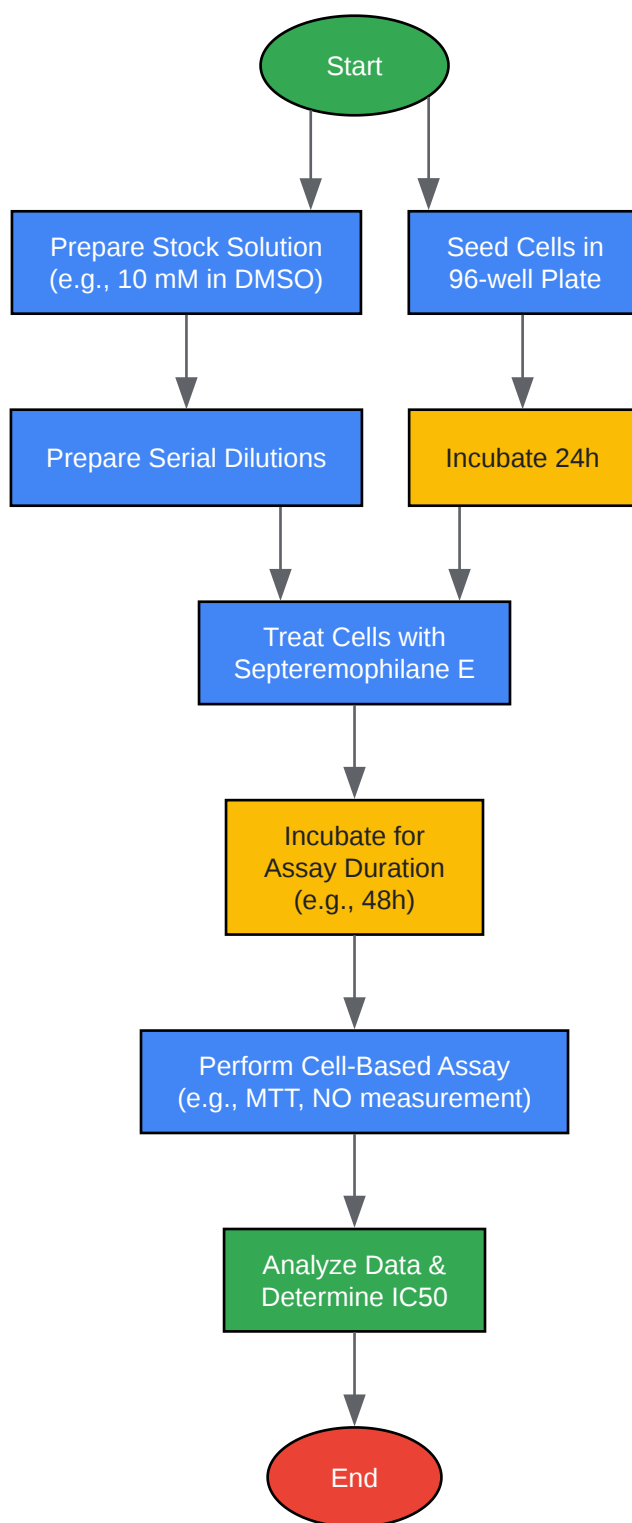 Start
Prepare Stock Solution
(e.g., 10 mM in DMSO)
Seed Cells in
96-well Plate
Prepare Serial Dilutions
Incubate 24h
Treat Cells with
Septeremophilane E
Incubate for
Assay Duration
(e.g., 48h)
Perform Cell-Based Assay
(e.g., MTT, NO measurement)
Analyze Data &
Determine IC50
End